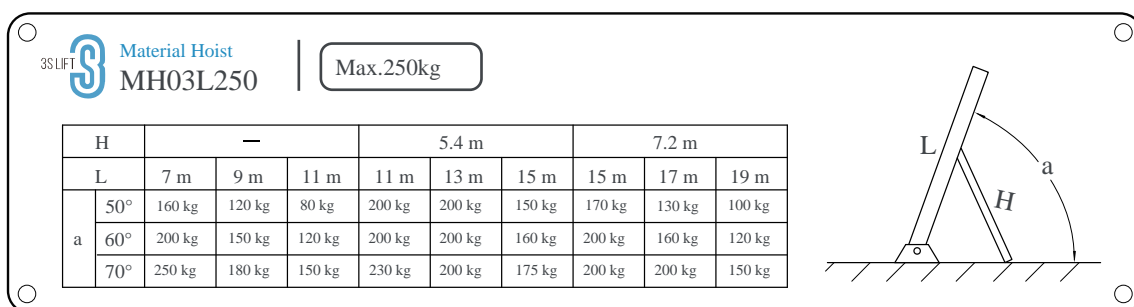 3S LIFT
Material Hoist
MH03L250
Max.250kg
H — 5.4 m 7.2 m
L 7 m 9 m 11 m 11 m 13 m 15 m 15 m 17 m 19 m
50° 160 kg 120 kg 80 kg 200 kg 200 kg 150 kg 170 kg 130 kg 100 kg
a 60° 200 kg 150 kg 120 kg 200 kg 200 kg 160 kg 200 kg 160 kg 120 kg
70° 250 kg 180 kg 150 kg 230 kg 200 kg 175 kg 200 kg 200 kg 150 kg
L
a
H